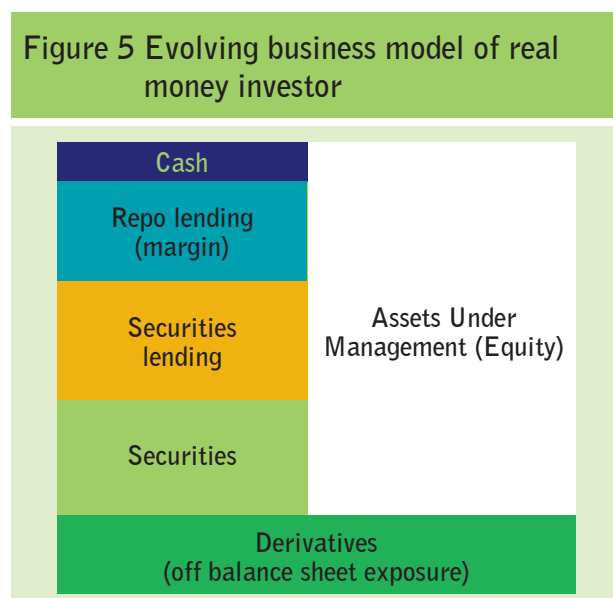 Figure 5 Evolving business model of real
money investor
Cash
Repo lending
(margin)
Securities
lending
Securities
Assets Under
Management (Equity)
Derivatives
(off balance sheet exposure)